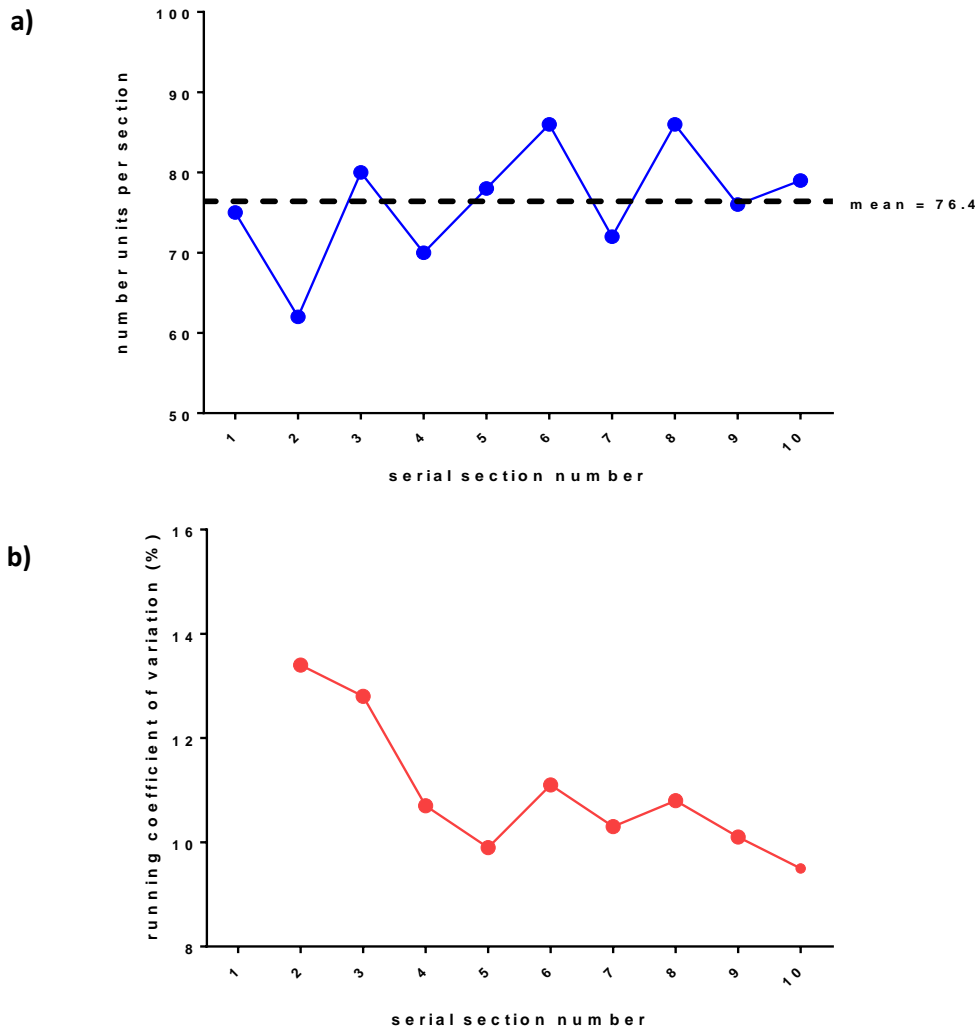 a)
number units per section
100
90
80
70
60
50
mean = 76.4
1 2 3 4 5 6 7 8 9 10
serial section number
b)
running coefficient of variation (%)
16
14
12
10
8
1 2 3 4 5 6 7 8 9 10
serial section number